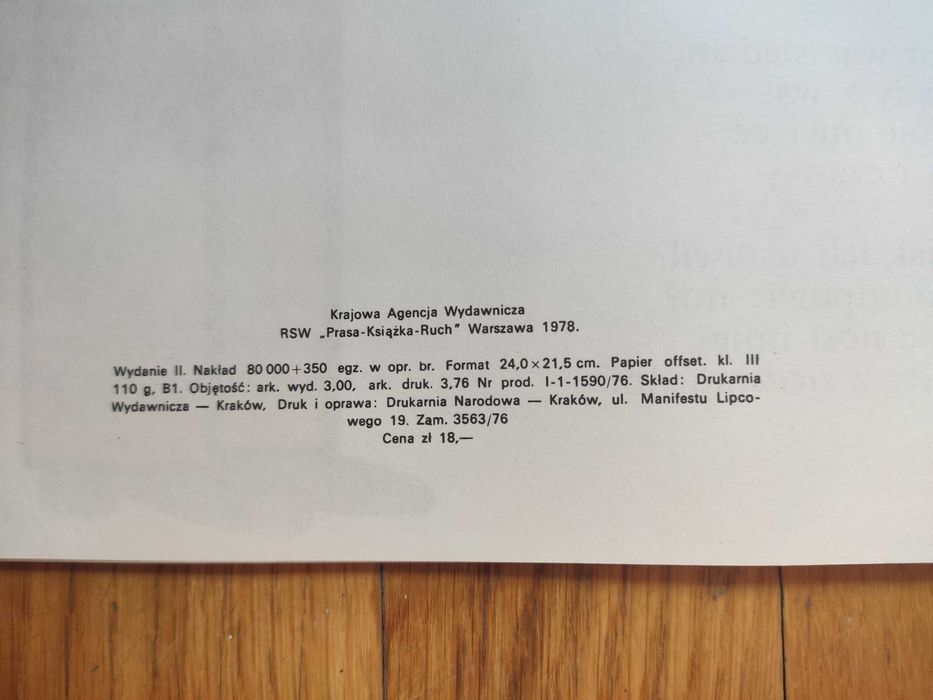 Krajowa Agencja Wydawnicza
RSW „Prasa-Książka-Ruch" Warszawa 1978.
Wydanie II. Nakład 80 000+350 egz. w opr. br. Format 24,0×21,5 cm. Papier offset. kl. III
110 g, B1. Objętość: ark. wyd. 3,00, ark. druk. 3,76 Nr prod. I-1-1590/76. Skład: Drukarnia
Wydawnicza — Kraków, Druk i oprawa: Drukarnia Narodowa — Kraków, ul. Manifestu Lipco-
wego 19. Zam. 3563/76
Cena zł 18,—